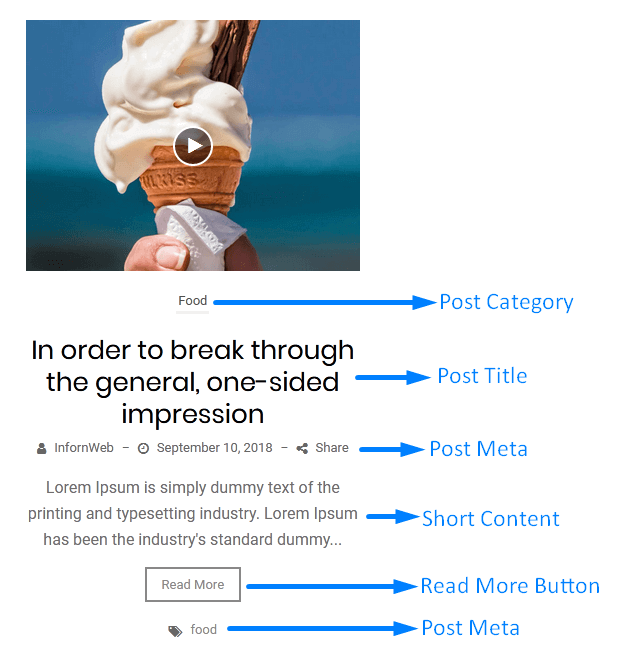 Food
Post Category
In order to break through
the general, one-sided
impression
Post Title
InfornWeb – September 10, 2018 – Share
Post Meta
Lorem Ipsum is simply dummy text of the
printing and typesetting industry. Lorem Ipsum
has been the industry's standard dummy...
Short Content
Read More
Read More Button
food
Post Meta